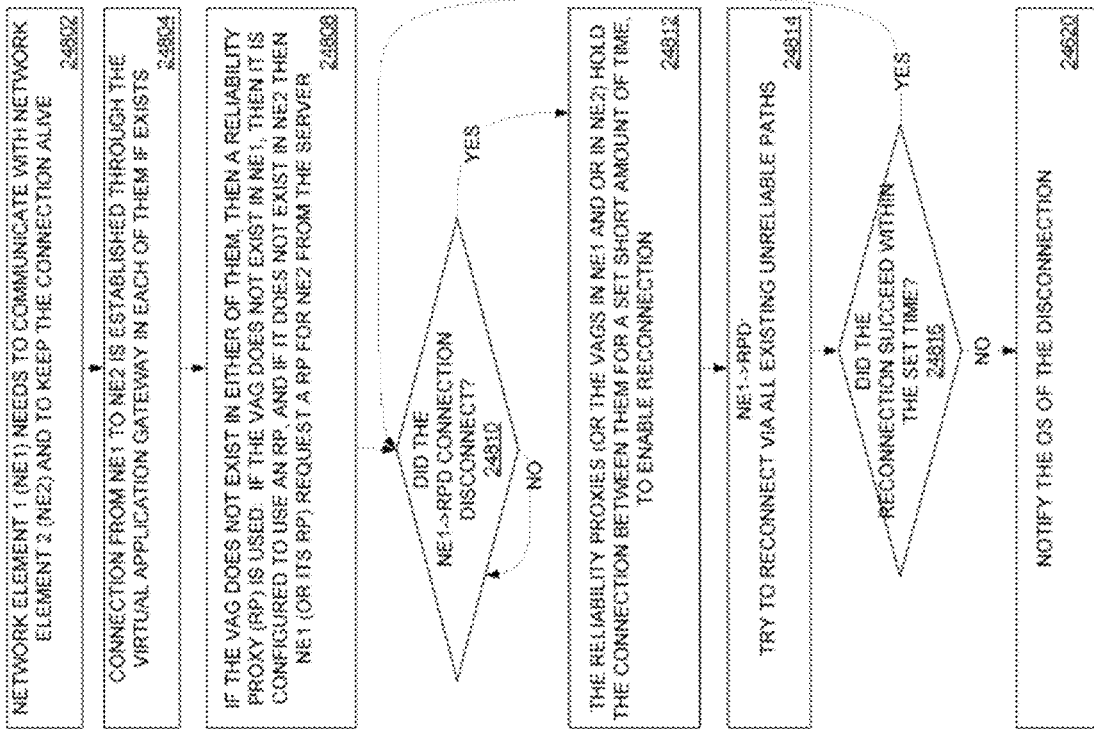 NETWORK ELEMENT 1 (NE1) NEEDS TO COMMUNICATE WITH NETWORK
ELEMENT 2 (NE2) AND TO KEEP THE CONNECTION ALIVE
24802
CONNECTION FROM NE1 TO NE2 IS ESTABLISHED THROUGH THE
VIRTUAL APPLICATION GATEWAY IN EACH OF THEM IF EXISTS
24804
IF THE VAG DOES NOT EXIST IN EITHER OF THEM, THEN A RELIABILITY
PROXY (RP) IS USED. IF THE VAG DOES NOT EXIST IN NE1, THEN IT IS
CONFIGURED TO USE AN RP, AND IF IT DOES NOT EXIST IN NE2 THEN
NE1 (OR ITS RP) REQUEST A RP FOR NE2 FROM THE SERVER
24808
DID THE
NE1->RPD CONNECTION
DISCONNECT?
24810
YES
NO
THE RELIABILITY PROXIES (OR THE VAGS IN NE1 AND OR IN NE2) HOLD
THE CONNECTION BETWEEN THEM FOR A SET SHORT AMOUNT OF TIME,
TO ENABLE RECONNECTION
24812
NE1->RPD:
TRY TO RECONNECT VIA ALL EXISTING UNRELIABLE PATHS
24814
DID THE
RECONNECTION SUCCEED WITHIN
THE SET TIME?
24816
YES
NO
NOTIFY THE OS OF THE DISCONNECTION
24820